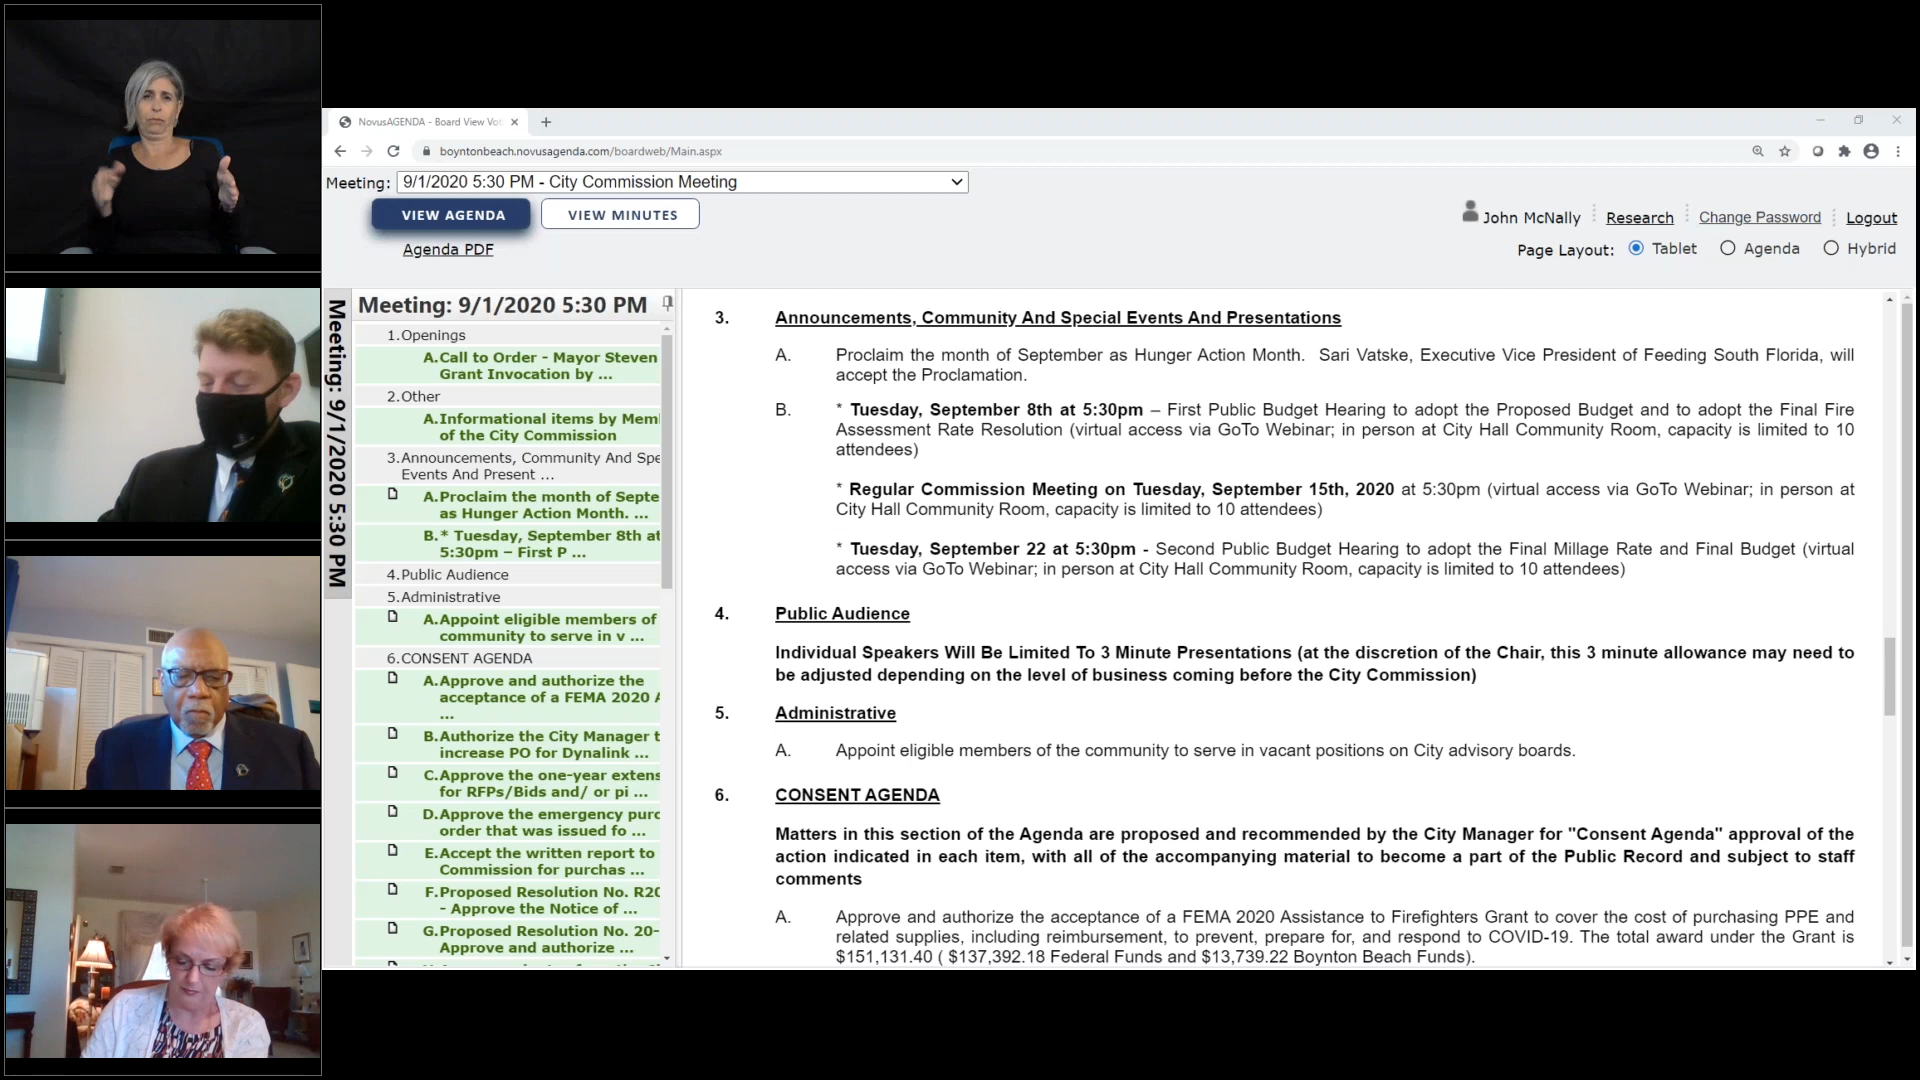 NovusAGENDA - Board View Vot
boyntonbeach.novusagenda.com/boardweb/Main.aspx
Meeting: 9/1/2020 5:30 PM - City Commission Meeting
VIEW AGENDA VIEW MINUTES
Agenda PDF
John McNally Research Change Password Logout
Page Layout: Tablet Agenda Hybrid
Meeting: 9/1/2020 5:30 PM
Meeting: 9/1/2020 5:30 PM
1.Openings
A.Call to Order - Mayor Steven
Grant Invocation by ...
2.Other
A.Informational items by Mem
of the City Commission
3.Announcements, Community And Spe
Events And Present ...
A.Proclaim the month of Septe
as Hunger Action Month. ...
B.* Tuesday, September 8th at
5:30pm – First P ...
4.Public Audience
5.Administrative
A.Appoint eligible members of
community to serve in v ...
6.CONSENT AGENDA
A.Approve and authorize the
acceptance of a FEMA 2020 A
...
B.Authorize the City Manager t
increase PO for Dynalink ...
C.Approve the one-year extens
for RFPs/Bids and/ or pi ...
D.Approve the emergency purc
order that was issued fo ...
E.Accept the written report to
Commission for purchas ...
F.Proposed Resolution No. R20
- Approve the Notice of ...
G.Proposed Resolution No. 20-
Approve and authorize ...
3. Announcements, Community And Special Events And Presentations
A. Proclaim the month of September as Hunger Action Month. Sari Vatske, Executive Vice President of Feeding South Florida, will
accept the Proclamation.
B. * Tuesday, September 8th at 5:30pm – First Public Budget Hearing to adopt the Proposed Budget and to adopt the Final Fire
Assessment Rate Resolution (virtual access via GoTo Webinar; in person at City Hall Community Room, capacity is limited to 10
attendees)
* Regular Commission Meeting on Tuesday, September 15th, 2020 at 5:30pm (virtual access via GoTo Webinar; in person at
City Hall Community Room, capacity is limited to 10 attendees)
* Tuesday, September 22 at 5:30pm - Second Public Budget Hearing to adopt the Final Millage Rate and Final Budget (virtual
access via GoTo Webinar; in person at City Hall Community Room, capacity is limited to 10 attendees)
4. Public Audience
Individual Speakers Will Be Limited To 3 Minute Presentations (at the discretion of the Chair, this 3 minute allowance may need to
be adjusted depending on the level of business coming before the City Commission)
5. Administrative
A. Appoint eligible members of the community to serve in vacant positions on City advisory boards.
6. CONSENT AGENDA
Matters in this section of the Agenda are proposed and recommended by the City Manager for "Consent Agenda" approval of the
action indicated in each item, with all of the accompanying material to become a part of the Public Record and subject to staff
comments
A. Approve and authorize the acceptance of a FEMA 2020 Assistance to Firefighters Grant to cover the cost of purchasing PPE and
related supplies, including reimbursement, to prevent, prepare for, and respond to COVID-19. The total award under the Grant is
$151,131.40 ( $137,392.18 Federal Funds and $13,739.22 Boynton Beach Funds).